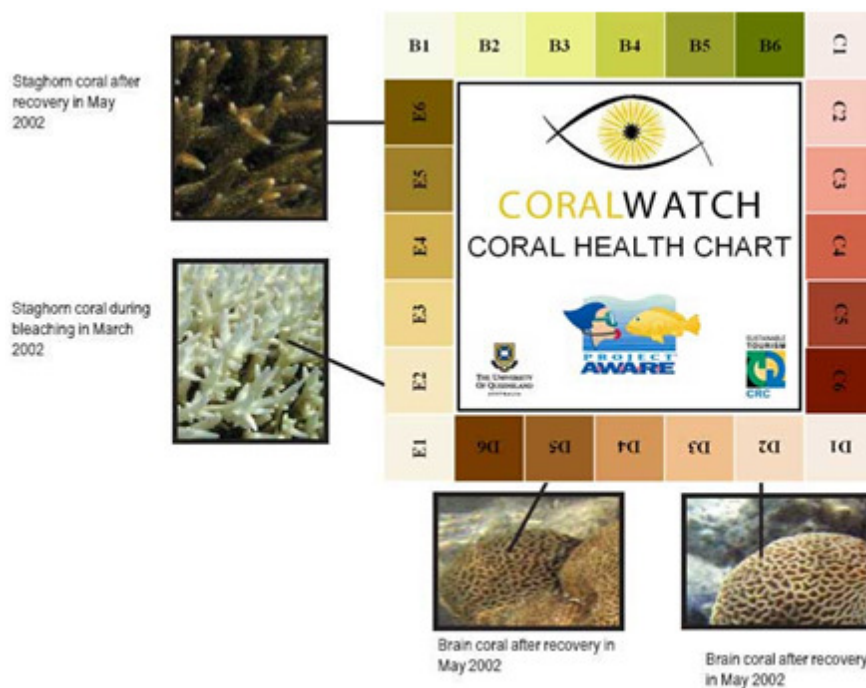 Staghorn coral after
recovery in May
2002
Staghorn coral during
bleaching in March
2002
B1 B2 B3 B4 B5 B6 C1
E6 C2
E5 C3
E4 C4
E3 C5
E2 C6
E1 D6 D5 D4 D3 D2 D1
CORALWATCH
CORAL HEALTH CHART
PROJECT
AWARE
THE UNIVERSITY
OF QUEENSLAND
AUSTRALIA
SUSTAINABLE
TOURISM
CRC
Brain coral after recovery in
May 2002
Brain coral after recovery
in May 2002